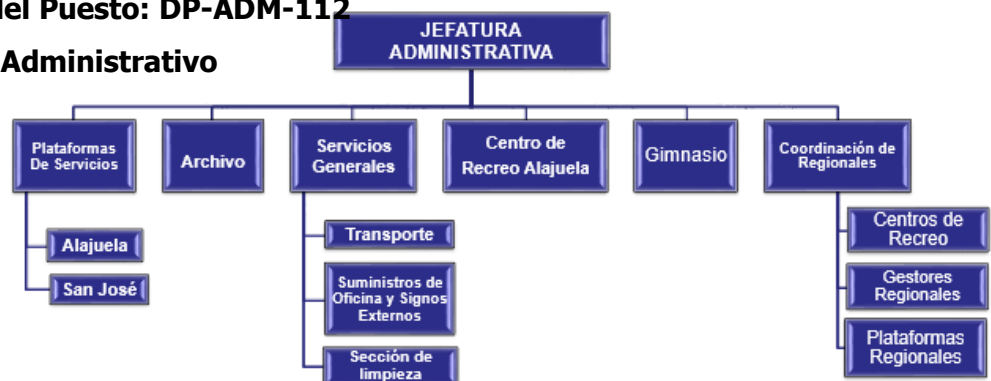 del Puesto: DP-ADM-112
Administrativo
JEFATURA
ADMINISTRATIVA
Plataformas
De Servicios
Archivo
Servicios
Generales
Centro de
Recreo Alajuela
Gimnasio
Coordinación de
Regionales
Alajuela
San José
Transporte
Suministros de
Oficina y Signos
Externos
Sección de
limpieza
Centros de
Recreo
Gestores
Regionales
Plataformas
Regionales